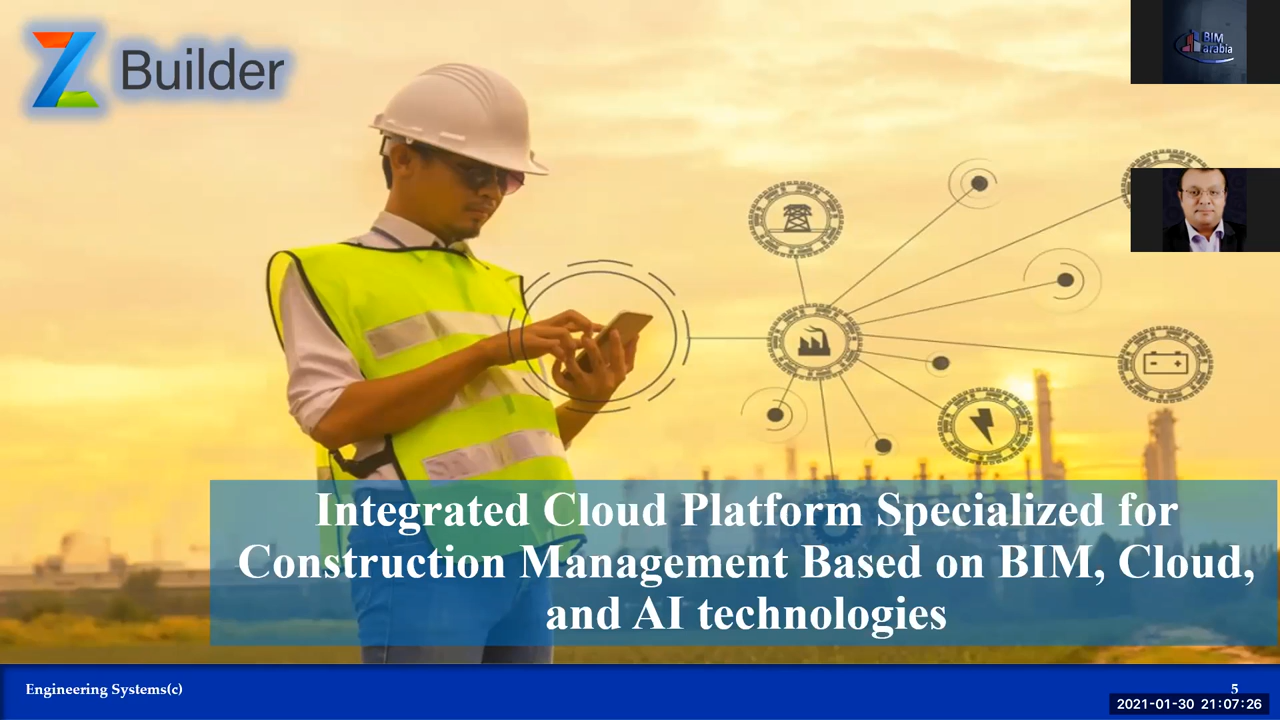 Builder
BIM
arabia
Integrated Cloud Platform Specialized for
Construction Management Based on BIM, Cloud,
and AI technologies
Engineering Systems(c)
5
2021-01-30 21:07:26